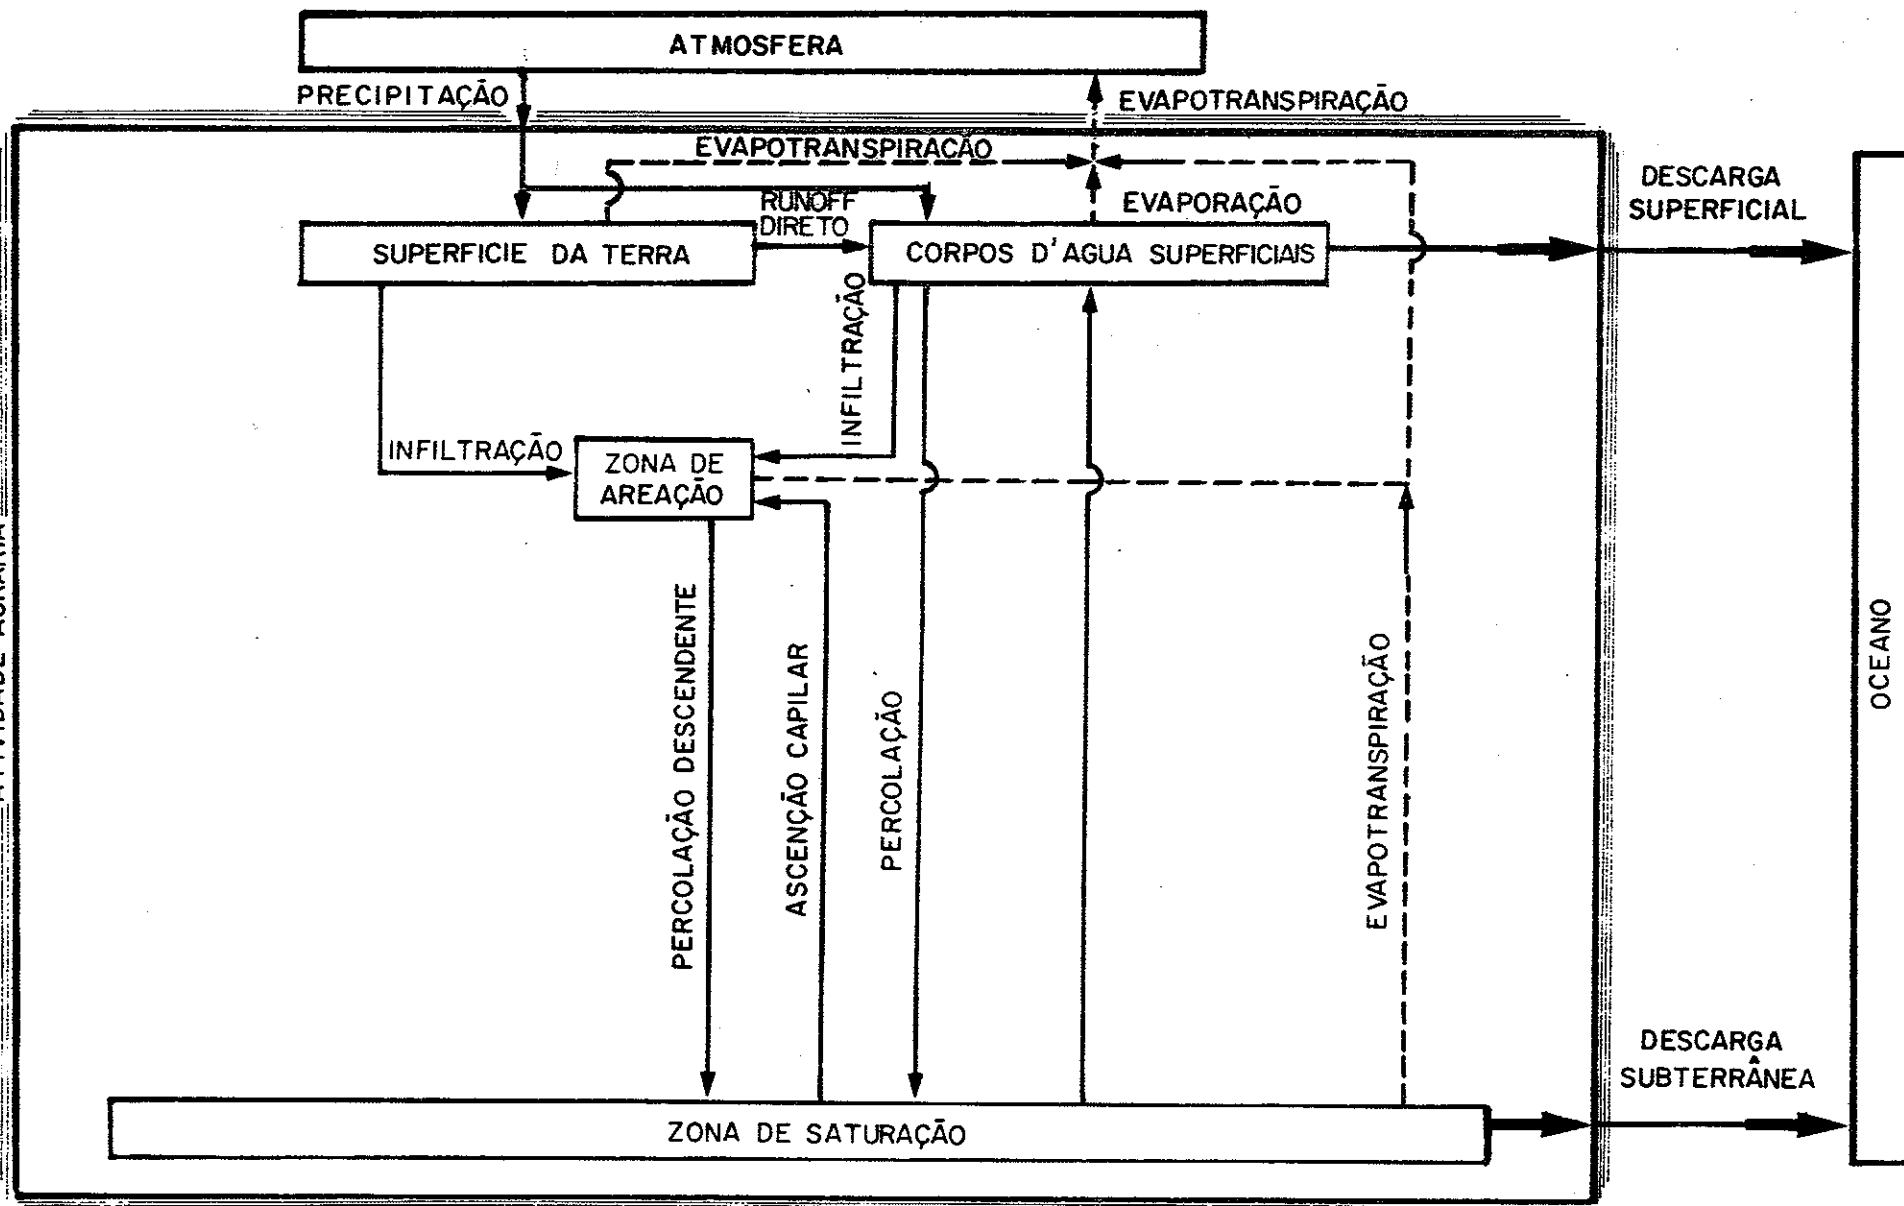 ATMOSFERA
PRECIPITAÇÃO
EVAPOTRANSPIRAÇÃO
EVAPOTRANSPIRACÃO
DESCARGA
SUPERFICIAL
RUNOFF
DIRETO
EVAPORAÇÃO
SUPERFICIE DA TERRA
CORPOS D'AGUA SUPERFICIAIS
INFILTRAÇÃO
INFILTRAÇÃO
ZONA DE
AREAÇÃO
PERCOLAÇÃO DESCENDENTE
ASCENÇÃO CAPILAR
PERCOLAÇÃO
EVAPOTRANSPIRAÇÃO
OCEANO
DESCARGA
SUBTERRÂNEA
ZONA DE SATURAÇÃO